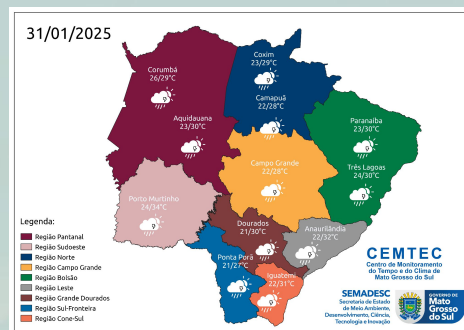 31/01/2025
Corumbá
26/29°C
Aquidauana
23/30°C
Coxim
23/29°C
Camapuã
22/28°C
Paranaiba
23/30°C
Três Lagoas
24/30°C
Campo Grande
22/28°C
Porto Murtinho
24/34°C
Dourados
21/30°C
Anaurilândia
22/32°C
Ponta Porã
21/27°C
Iguatemi
22/31°C
Legenda:
Região Pantanal
Região Sudoeste
Região Norte
Região Campo Grande
Região Bolsão
Região Leste
Região Grande Dourados
Região Sul-Fronteira
Região Cone-Sul
CEMTEC
Centro de Monitoramento
do Tempo e do Clima de
Mato Grosso do Sul
SEMADESC
Secretaria de Estado
de Meio Ambiente,
Desenvolvimento, Ciência,
Tecnologia e Inovação
GOVERNO DE
Mato
Grosso
do Sul